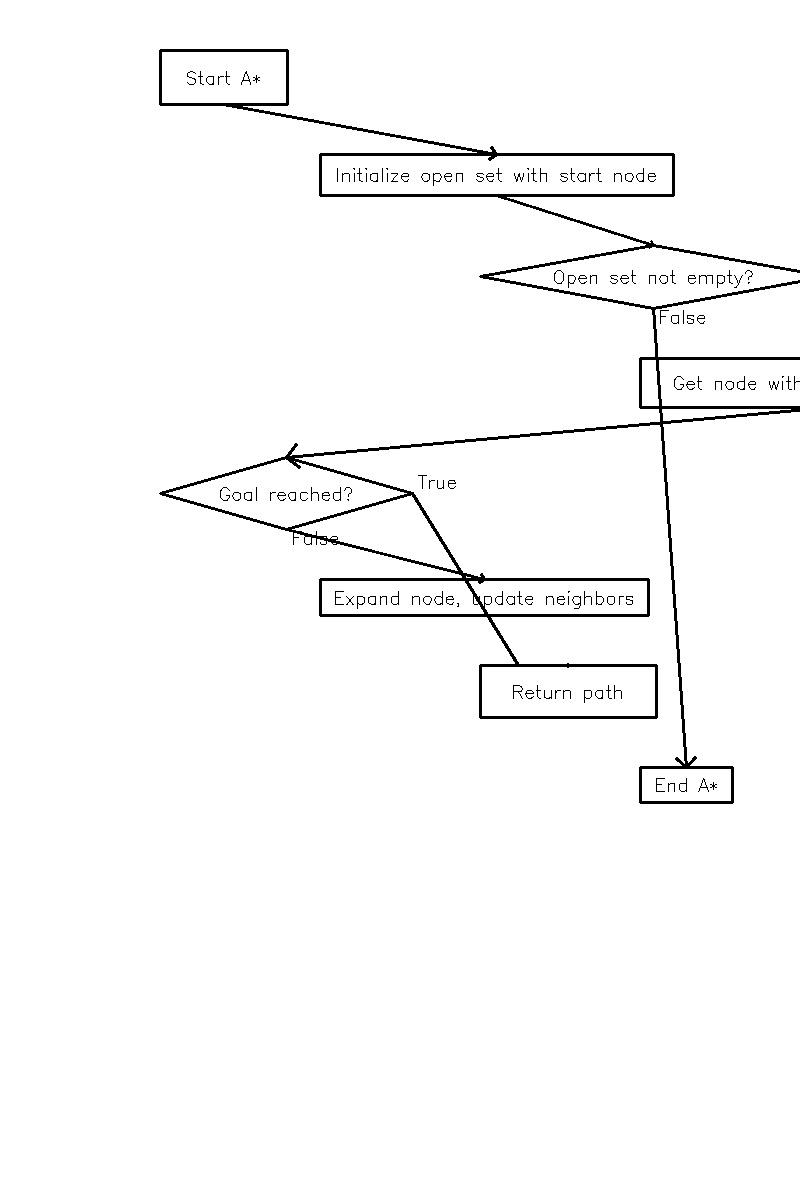 Start A*
Initialize open set with start node
Open set not empty?
False
Get node with
True
Goal reached?
False
Expand node, update neighbors
Return path
End A*